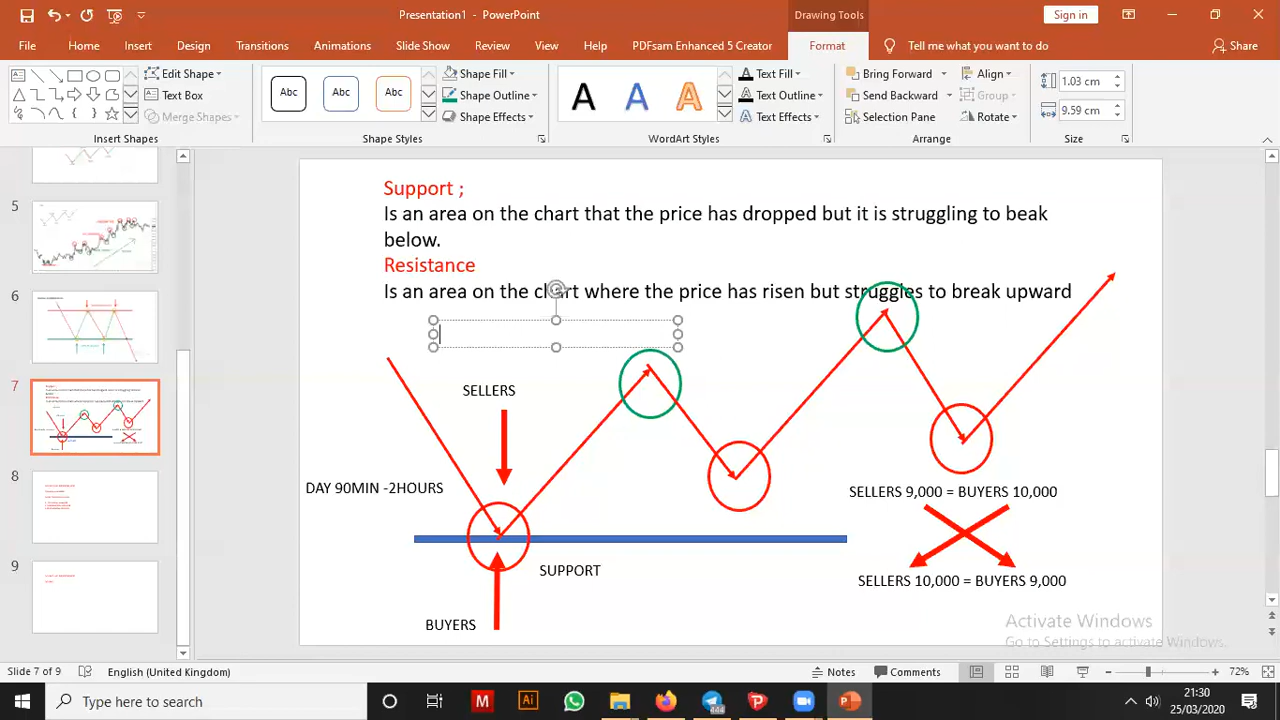 Presentation1 - PowerPoint
Drawing Tools
Sign in
File
Home
Insert
Design
Transitions
Animations
Slide Show
Review
View
Help
PDFsam Enhanced 5 Creator
Format
Tell me what you want to do
Share
Edit Shape
Text Box
Merge Shapes
Insert Shapes
Abc
Abc
Abc
Shape Fill
Shape Outline
Shape Effects
Shape Styles
A
A
A
Text Fill
Text Outline
Text Effects
WordArt Styles
Bring Forward
Send Backward
Selection Pane
Align
Group
Rotate
Arrange
1.03 cm
9.59 cm
Size
5
6
7
8
9
Support ;
Is an area on the chart that the price has dropped but it is struggling to beak
below.
Resistance
Is an area on the chart where the price has risen but struggles to break upward
SELLERS
DAY 90MIN -2HOURS
SUPPORT
BUYERS
SELLERS 9,000 = BUYERS 10,000
SELLERS 10,000 = BUYERS 9,000
Activate Windows
Go to Settings to activate Windows.
Slide 7 of 9
English (United Kingdom)
Notes
Comments
72%
Type here to search
M
Ai
444
21:30
25/03/2020